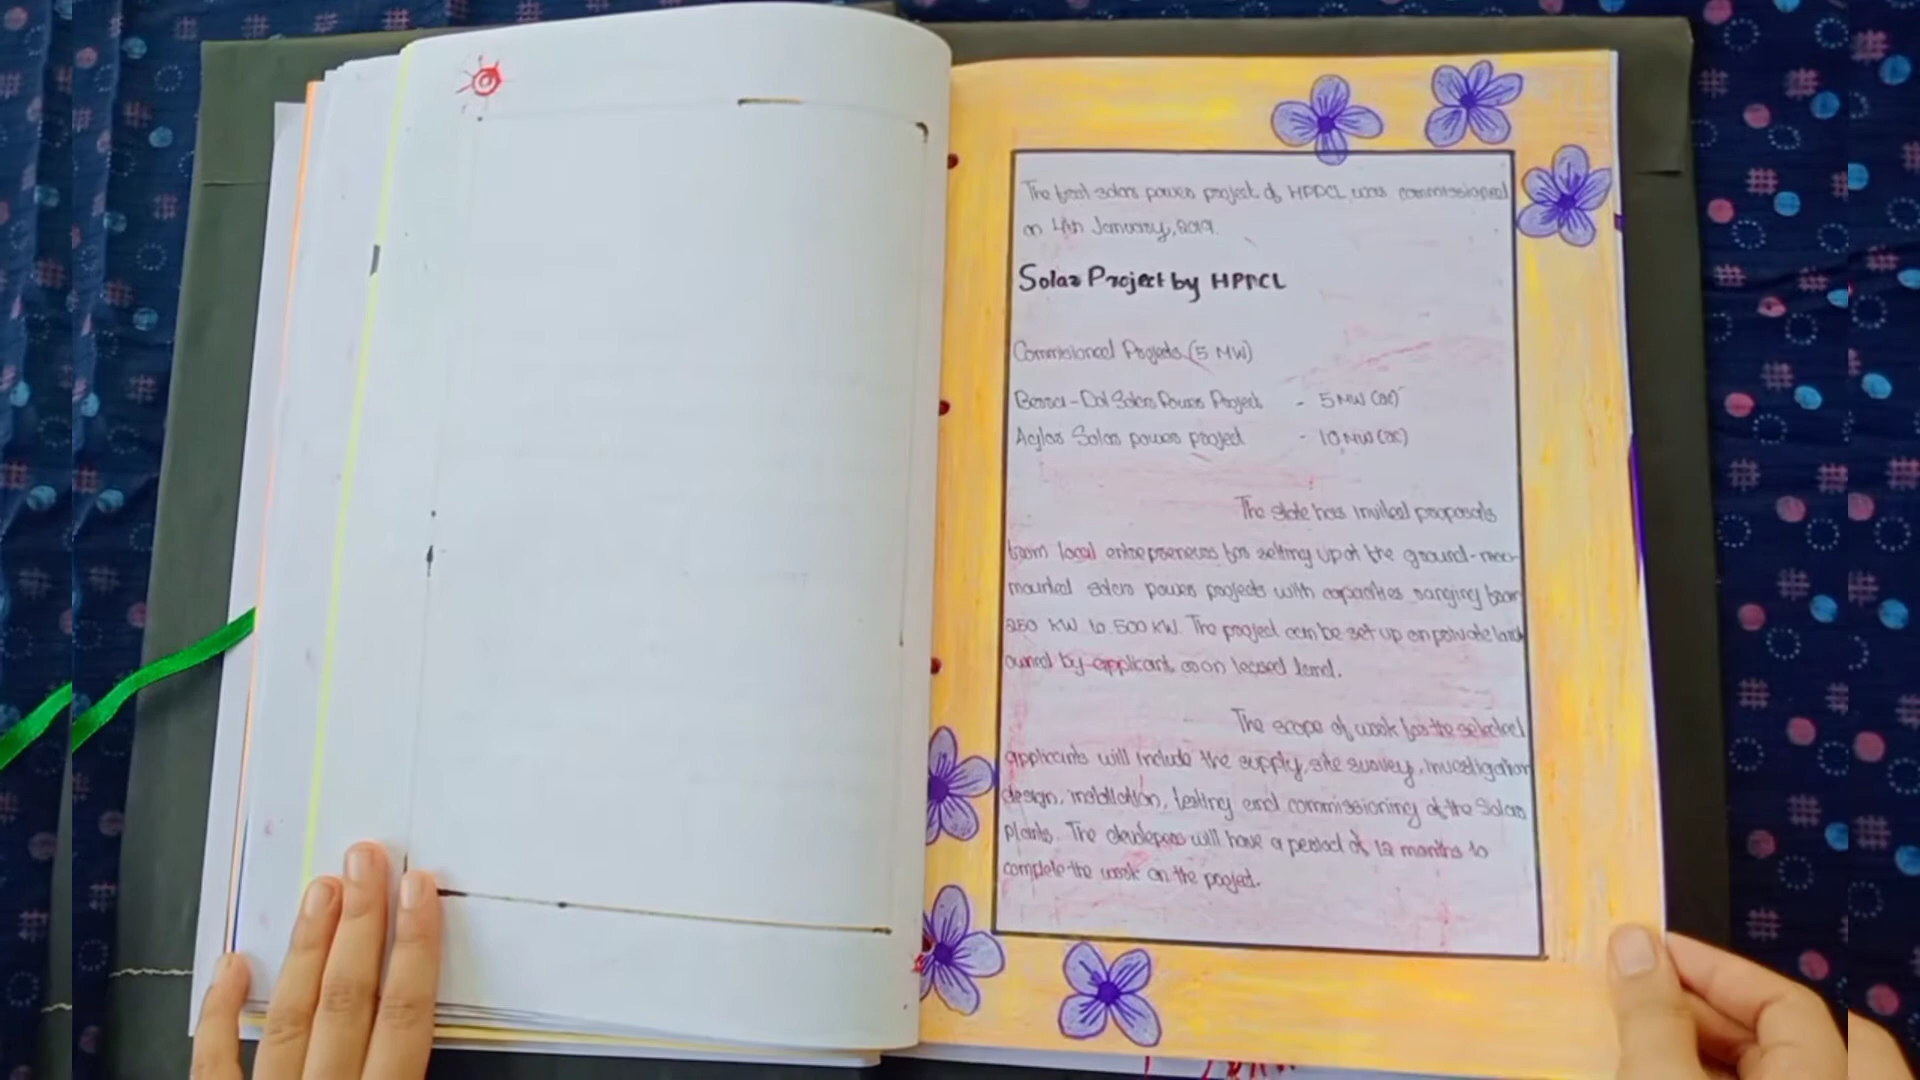 The first solar power project of HPPCL was commissioned
on 4th January, 2019.
Solar Project by HPPCL
Commisioned Projects (5 MW)
Berra-Dol Solar Power Project - 5 MW (ac)
Aglor Solar power project - 10 MW (ac)
The state has invited proposals
from local entrepreneurs for setting up of the ground-mou-
mounted solar power projects with capacities ranging from
250 KW to 500 KW. The project can be set up on private land
owned by applicant or on leased land.
The scope of work for the selected
applicants will include the supply, site survey, investigation
design, installation, testing and commissioning of the Solar
plants. The developers will have a period of 12 months to
complete the work on the project.